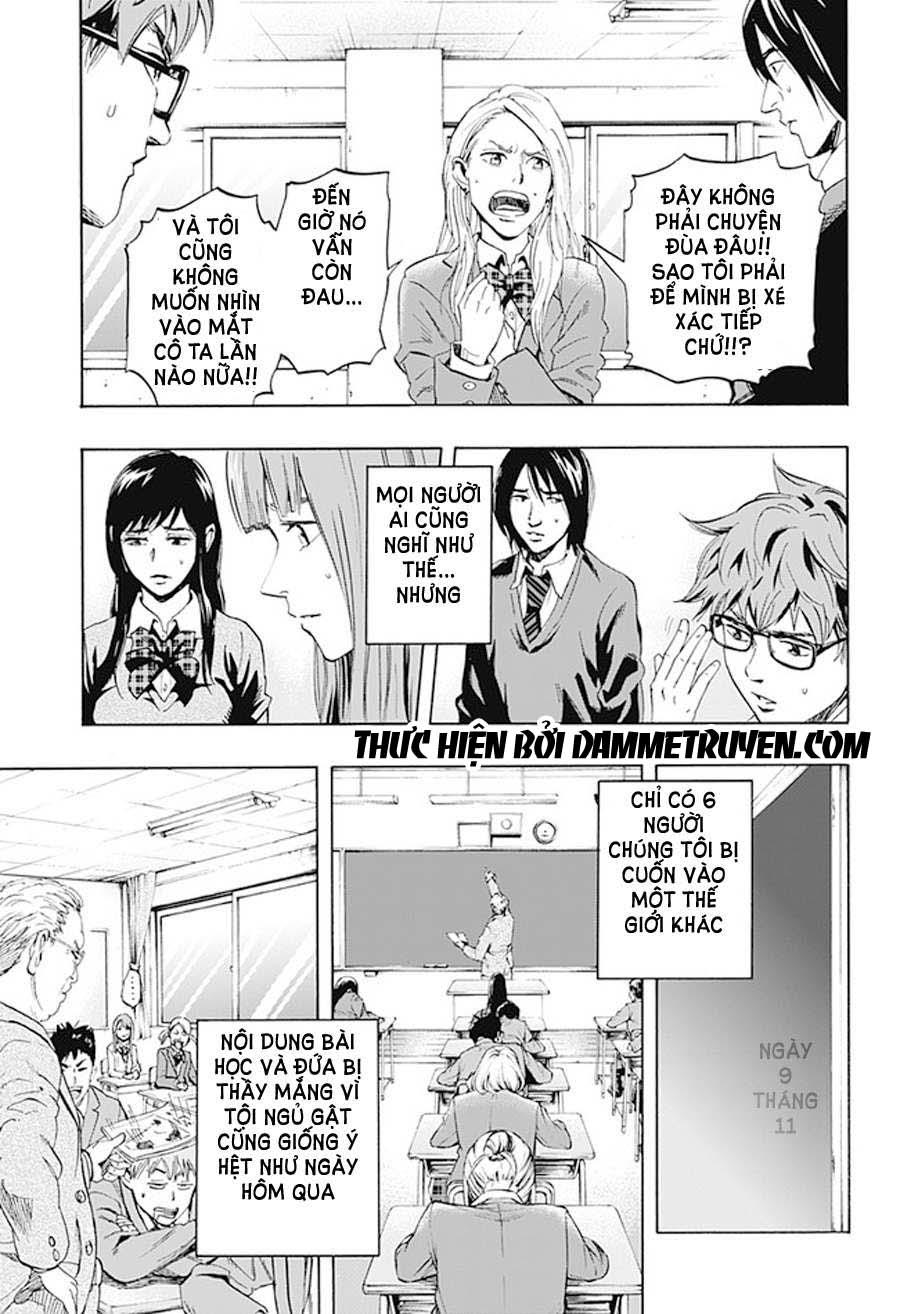 ĐÂY KHÔNG
PHẢI CHUYỆN
ĐÙA ĐÂU!!
SAO TÔI PHẢI
ĐỂ MÌNH BỊ XÉ
XÁC TIẾP
CHỨ!!?
ĐẾN
GIỜ NÓ
VẪN
CÒN
ĐAU...
VÀ TÔI
CŨNG
KHÔNG
MUỐN NHÌN
VÀO MẮT
CÔ TA LẦN
NÀO NỮA!!
MỌI NGƯỜI
AI CŨNG
NGHĨ NHƯ
THẾ...
NHƯNG
THỰC HIỆN BỞI DAMMETRUYEN.COM
NGÀY
9
THÁNG
11
CHỈ CÓ 6
NGƯỜI
CHÚNG TÔI BỊ
CUỐN VÀO
MỘT THẾ
GIỚI KHÁC
NỘI DUNG BÀI
HỌC VÀ ĐỨA BỊ
THẦY MẮNG VÌ
TỘI NGỦ GẬT
CŨNG GIỐNG Ý
HỆT NHƯ NGÀY
HÔM QUA